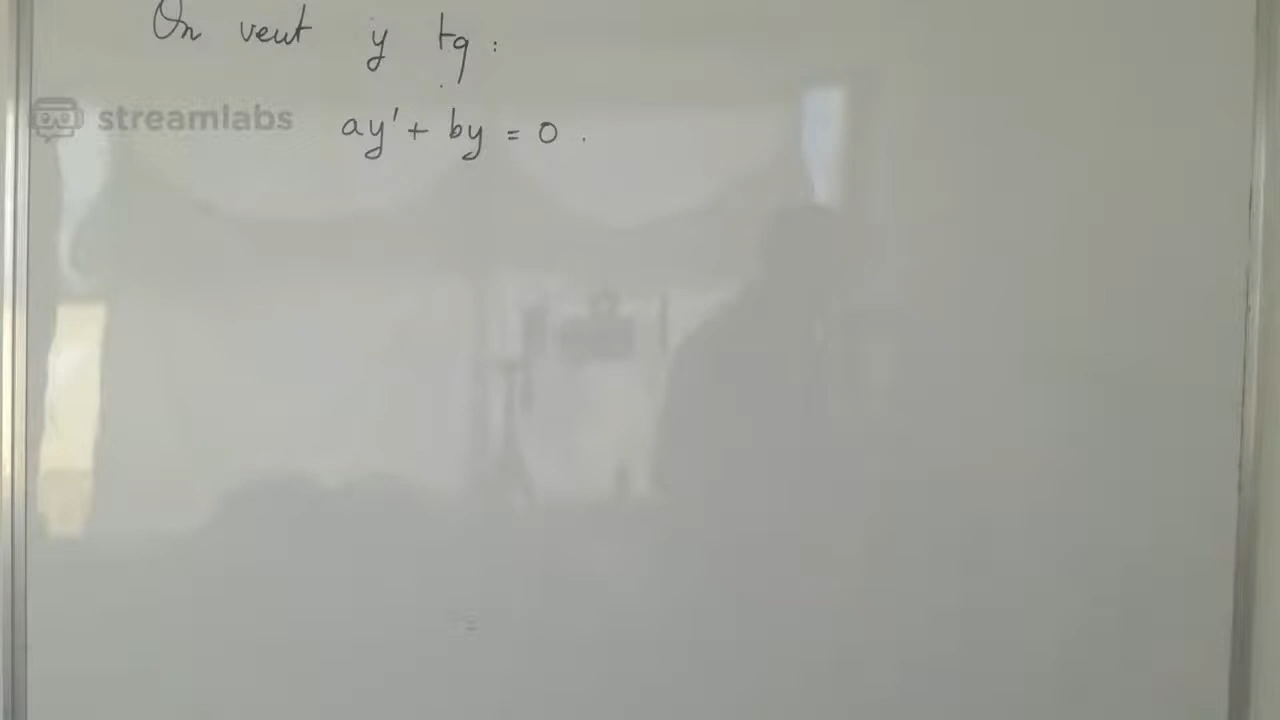 On veut y tq :
streamlabs
ay' + by = 0 .